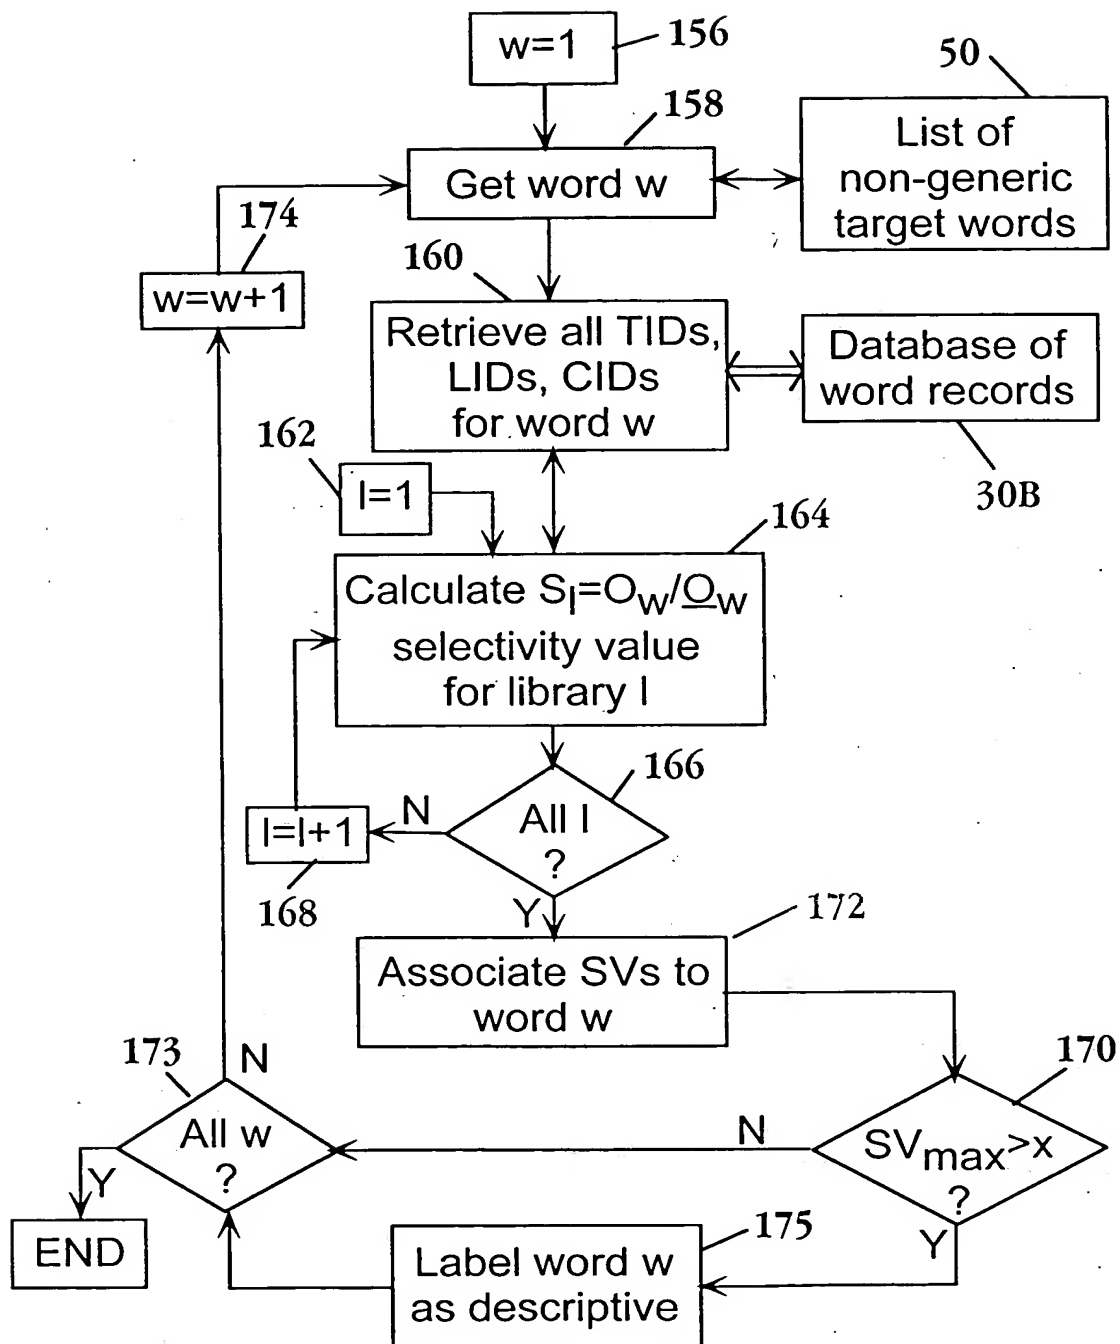 w=1
156
50
158
List of
non-generic
target words
Get word w
174
160
w=w+1
Retrieve all TIDs,
LIDs, CIDs
for word w
Database of
word records
162
l=1
30B
164
Calculate Sl=Ow/Ow
selectivity value
for library l
166
All l
?
N
l=l+1
168
Y
172
Associate SVs to
word w
173
N
170
All w
?
N
SVmax>x
?
Y
Y
175
END
Label word w
as descriptive